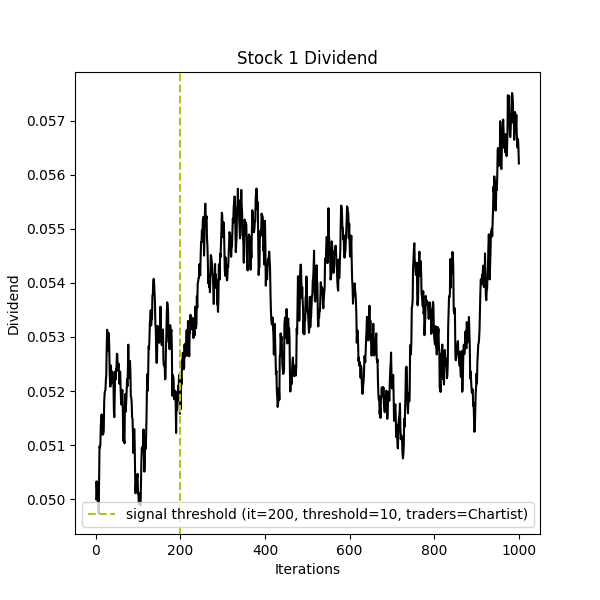 Stock 1 Dividend
Dividend
0.057
0.056
0.055
0.054
0.053
0.052
0.051
0.050
signal threshold (it=200, threshold=10, traders=Chartist)
0 200 400 600 800 1000
Iterations